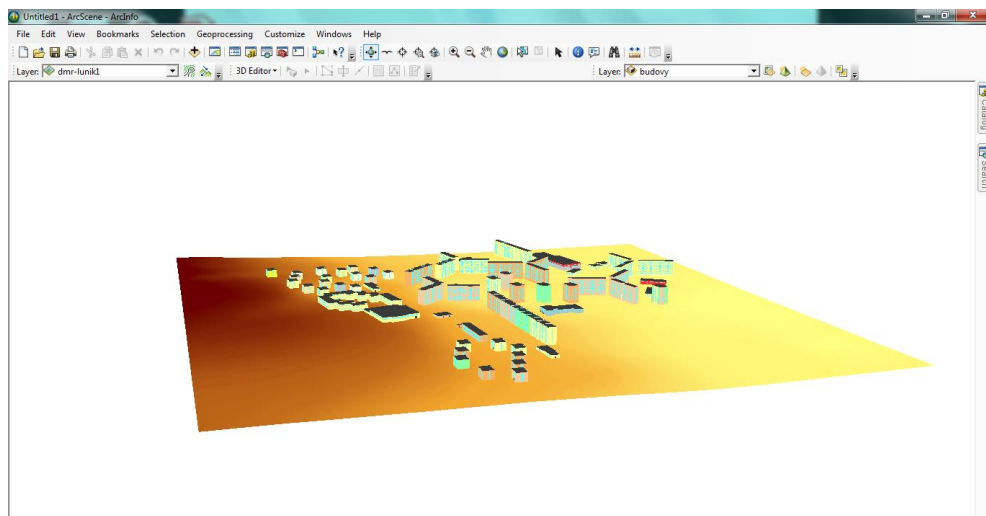 Untitled1 - ArcScene - ArcInfo
File Edit View Bookmarks Selection Geoprocessing Customize Windows Help
Layer: dmr-lunik1 3D Editor Layer: budovy
Catalog
Search